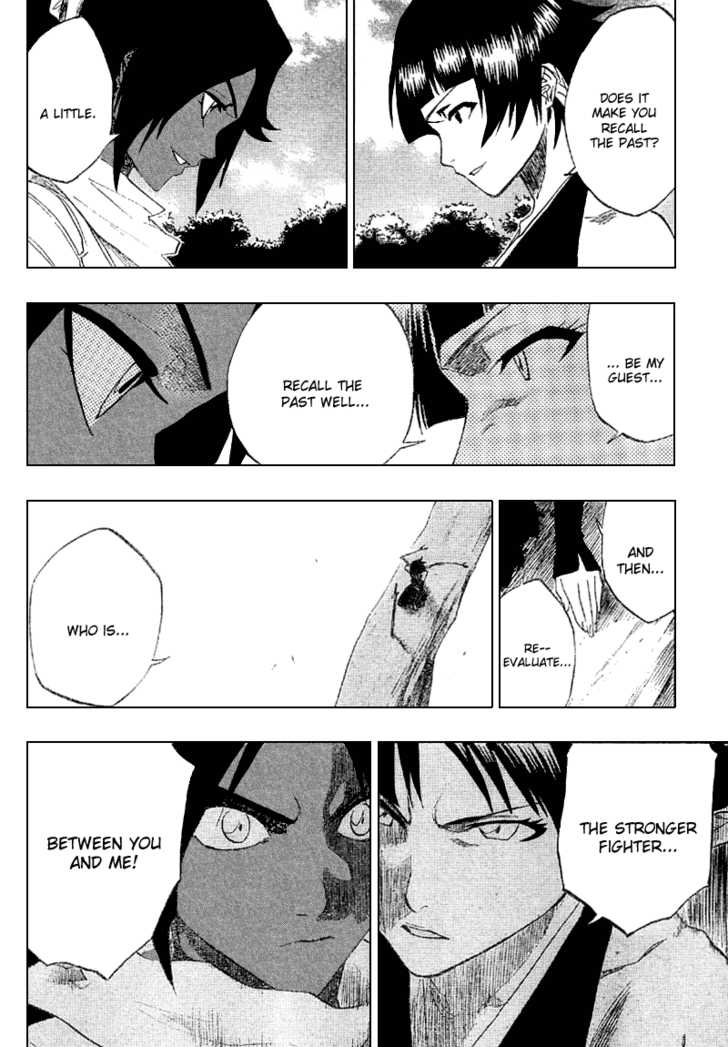 DOES IT
MAKE YOU
RECALL
THE PAST?
A LITTLE.
... BE MY
GUEST...
RECALL THE
PAST WELL...
AND
THEN...
RE--
EVALUATE...
WHO IS...
THE STRONGER
FIGHTER...
BETWEEN YOU
AND ME!